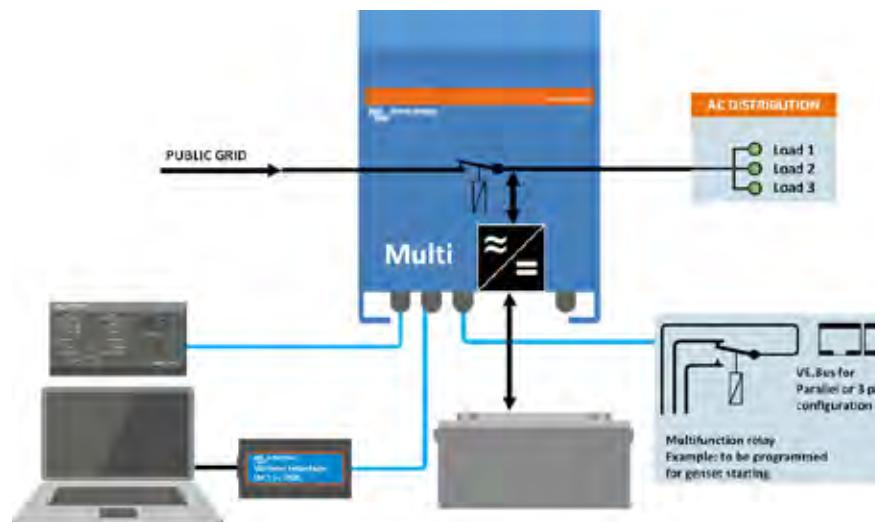 AC DISTRIBUTION
PUBLIC GRID
Load 1
Load 2
Load 3
Multi
VE.Bus for
Parallel or 3 p
configuration
Multifunction relay
Example: to be programmed
for genset starting